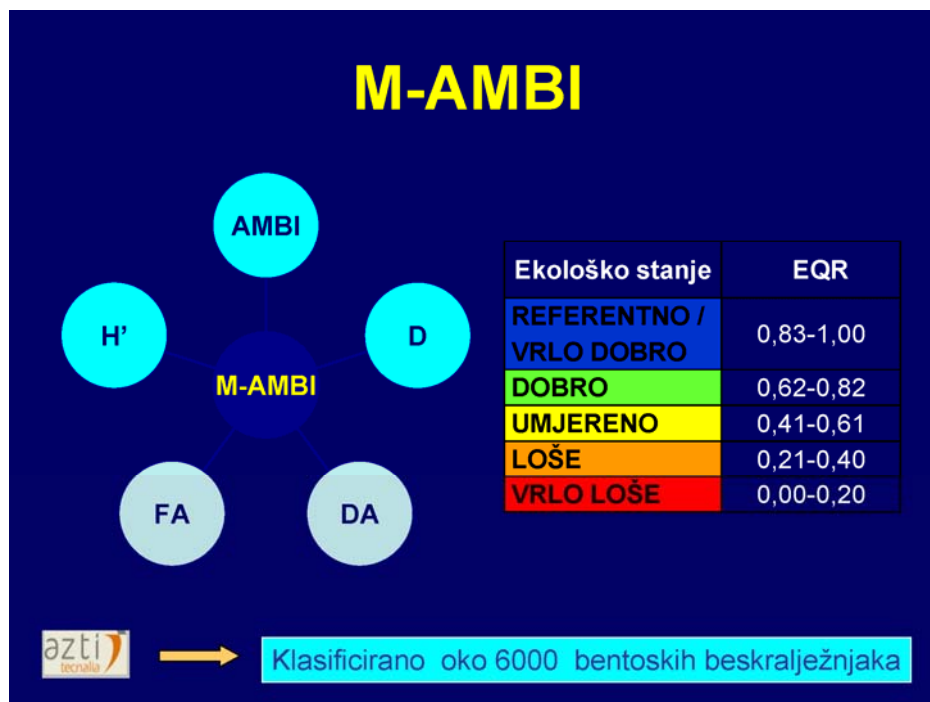 M-AMBI
AMBI
H’
D
M-AMBI
FA
DA
Ekološko stanje EQR
REFERENTNO /
VRLO DOBRO 0,83-1,00
DOBRO 0,62-0,82
UMJERENO 0,41-0,61
LOŠE 0,21-0,40
VRLO LOŠE 0,00-0,20
azti
tecnalia
Klasificirano oko 6000 bentoskih beskralježnjaka